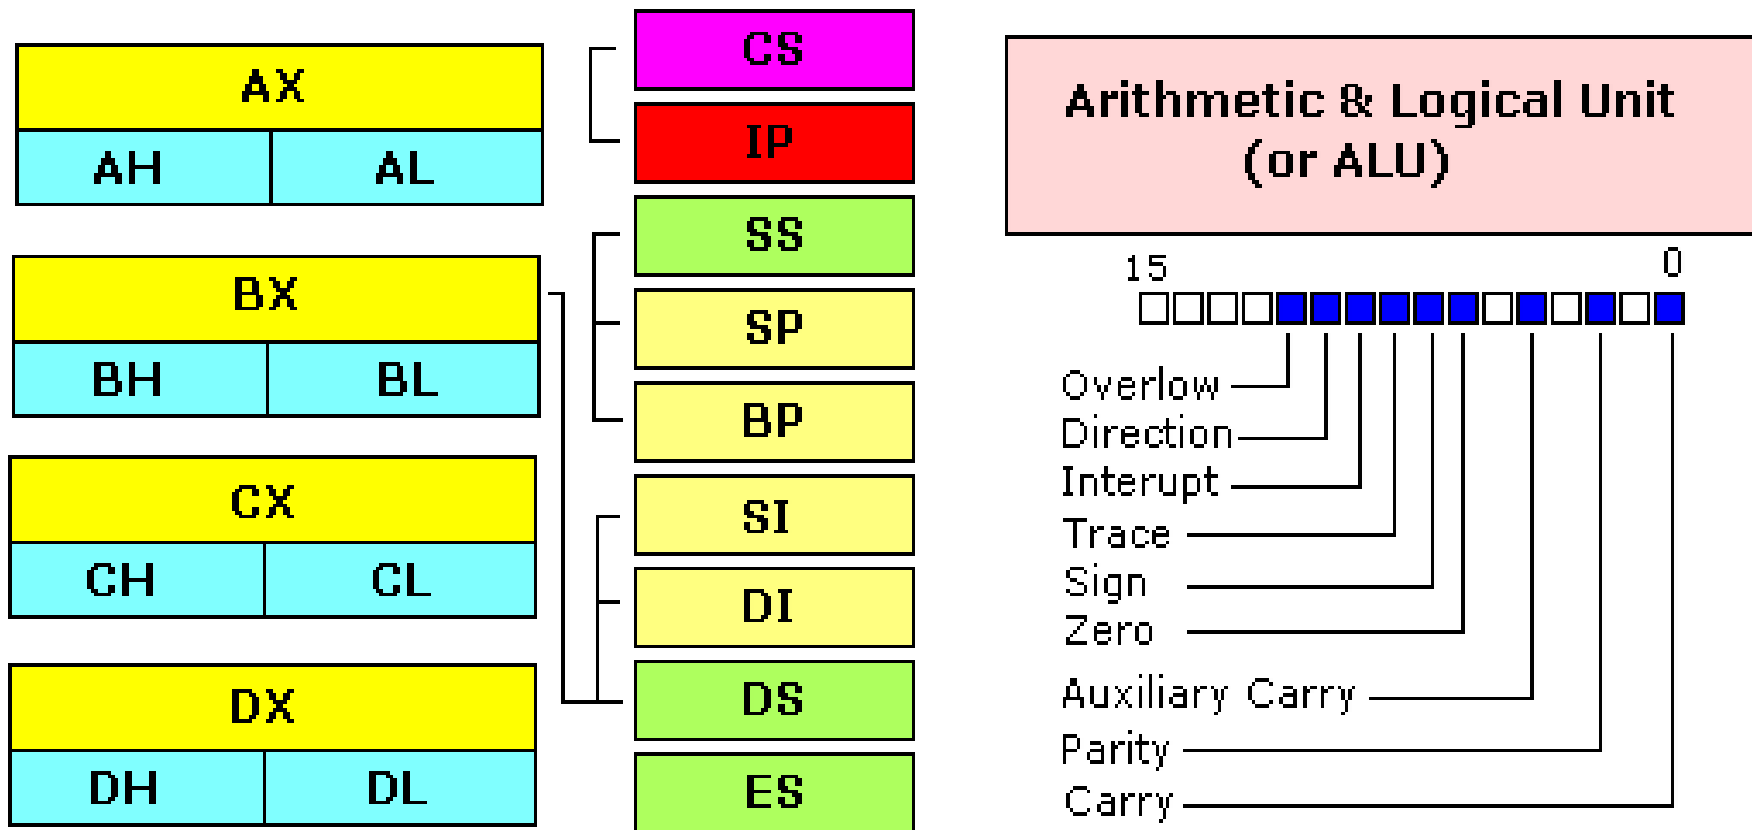 AX
AH AL
BX
BH BL
CX
CH CL
DX
DH DL
CS
IP
SS
SP
BP
SI
DI
DS
ES
Arithmetic & Logical Unit
(or ALU)
15 0
Overlow
Direction
Interupt
Trace
Sign
Zero
Auxiliary Carry
Parity
Carry